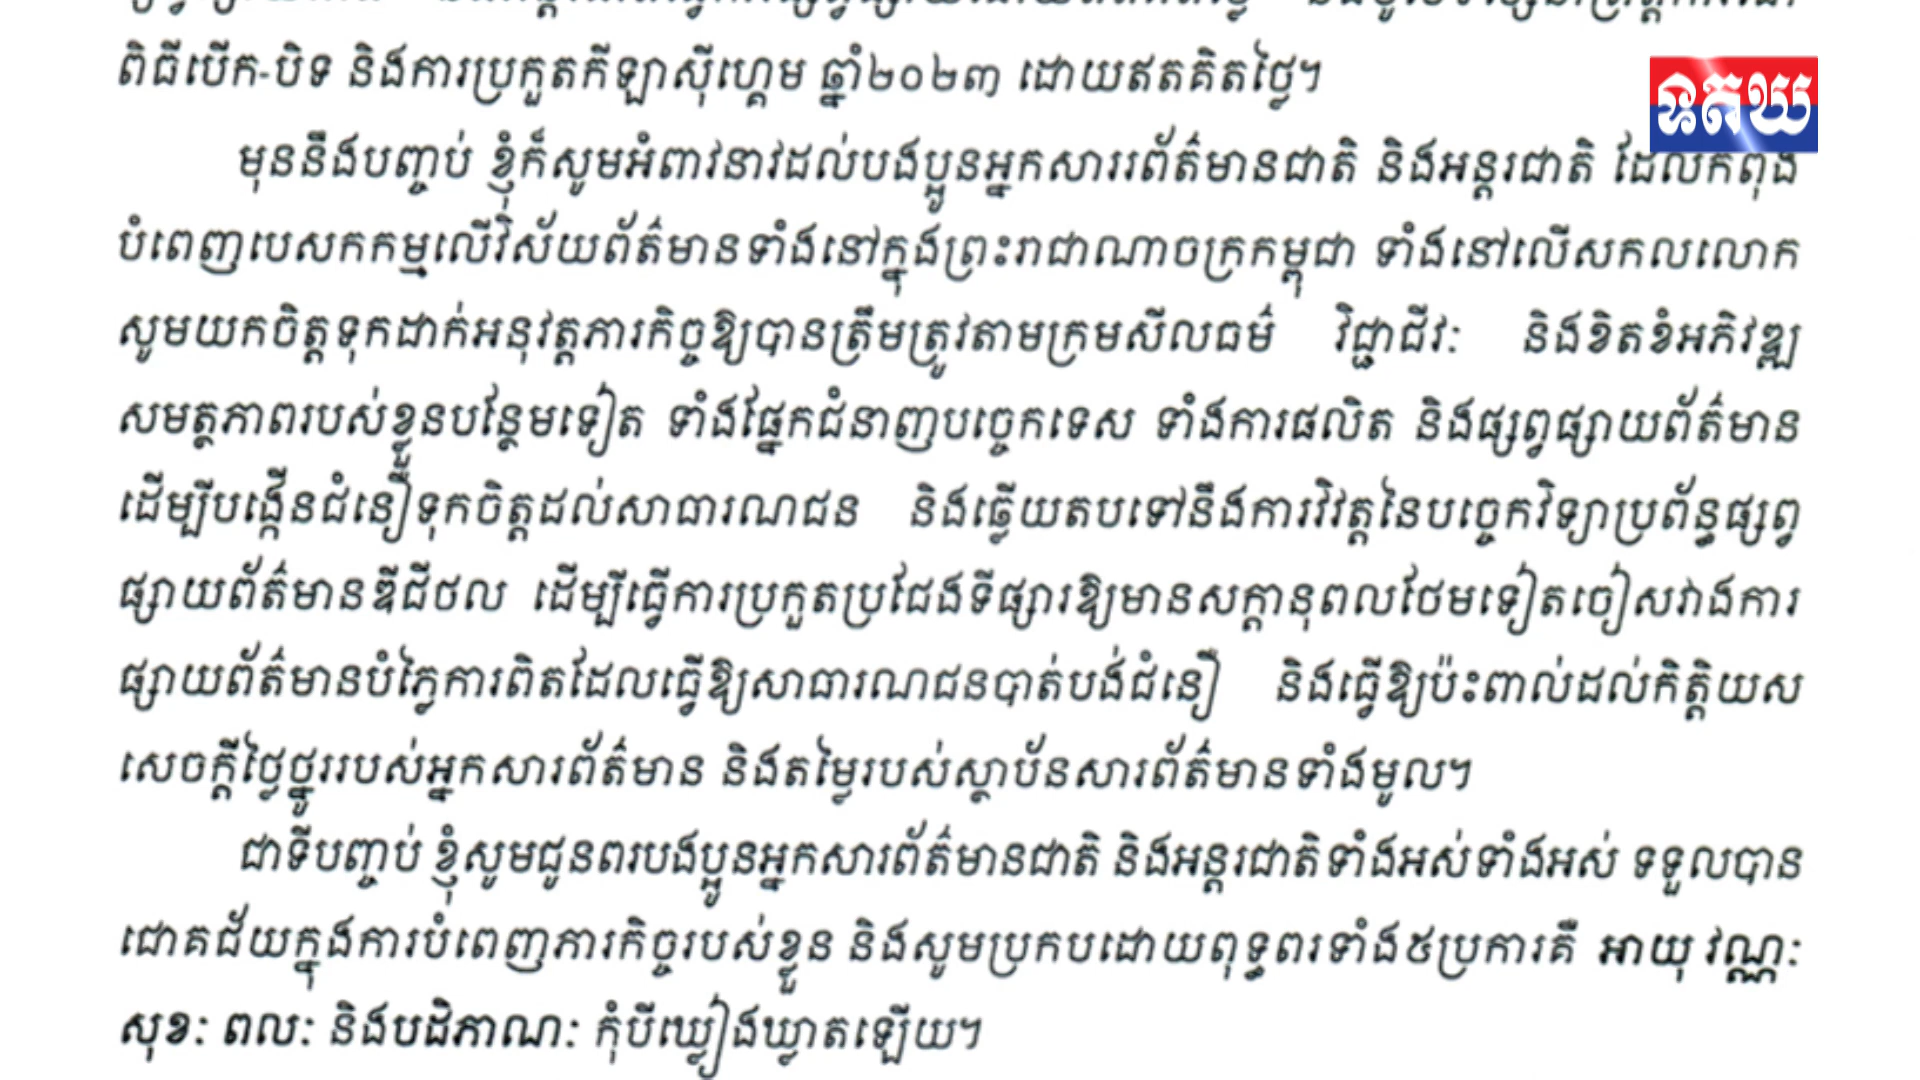 ពិធីបើក-បិទ និងការប្រកួតកីឡាស៊ីហ្គេម ឆ្នាំ២០២៣ ដោយឥតគិតថ្លៃ។
ទតឃ
មុននឹងបញ្ចប់ ខ្ញុំក៏សូមអំពាវនាវដល់បងប្អូនអ្នកសាររព័ត៌មានជាតិ និងអន្តរជាតិ ដែលកំពុង
បំពេញបេសកកម្មលើវិស័យព័ត៌មានទាំងនៅក្នុងព្រះរាជាណាចក្រកម្ពុជា ទាំងនៅលើសកលលោក
សូមយកចិត្តទុកដាក់អនុវត្តភារកិច្ចឱ្យបានត្រឹមត្រូវតាមក្រមសីលធម៌ វិជ្ជាជីវៈ និងខិតខំអភិវឌ្ឍ
សមត្ថភាពរបស់ខ្លួនបន្ថែមទៀត ទាំងផ្នែកជំនាញបច្ចេកទេស ទាំងការផលិត និងផ្សព្វផ្សាយព័ត៌មាន
ដើម្បីបង្កើនជំនឿទុកចិត្តដល់សាធារណជន និងឆ្លើយតបទៅនឹងការវិវត្តនៃបច្ចេកវិទ្យាប្រព័ន្ធផ្សព្វ
ផ្សាយព័ត៌មានឌីជីថល ដើម្បីធ្វើការប្រកួតប្រជែងទីផ្សារឱ្យមានសក្តានុពលថែមទៀតចៀសវាងការ
ផ្សាយព័ត៌មានបំភ្លៃការពិតដែលធ្វើឱ្យសាធារណជនបាត់បង់ជំនឿ និងធ្វើឱ្យប៉ះពាល់ដល់កិត្តិយស
សេចក្តីថ្លៃថ្នូររបស់អ្នកសារព័ត៌មាន និងតម្លៃរបស់ស្ថាប័នសារព័ត៌មានទាំងមូល។
ជាទីបញ្ចប់ ខ្ញុំសូមជូនពរបងប្អូនអ្នកសារព័ត៌មានជាតិ និងអន្តរជាតិទាំងអស់ទាំងអស់ ទទួលបាន
ជោគជ័យក្នុងការបំពេញភារកិច្ចរបស់ខ្លួន និងសូមប្រកបដោយពុទ្ធពរទាំង៥ប្រការគឺ អាយុ វណ្ណៈ
សុខៈ ពលៈ និងបដិភាណៈ កុំបីឃ្លៀងឃ្លាតឡើយ។